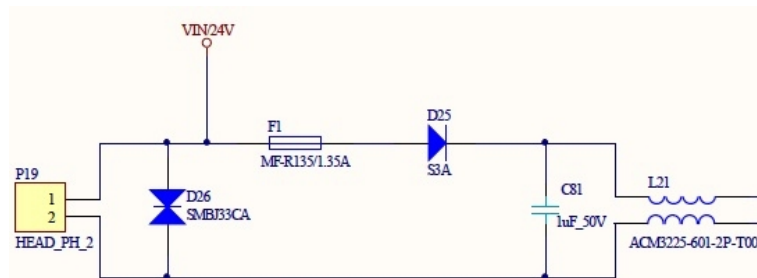 VIN/24V
F1
MF-R135/1.35A
D25
S3A
P19
1
2
HEAD_PH_2
D26
SMBJ33CA
C81
1uF_50V
L21
ACM3225-601-2P-T00